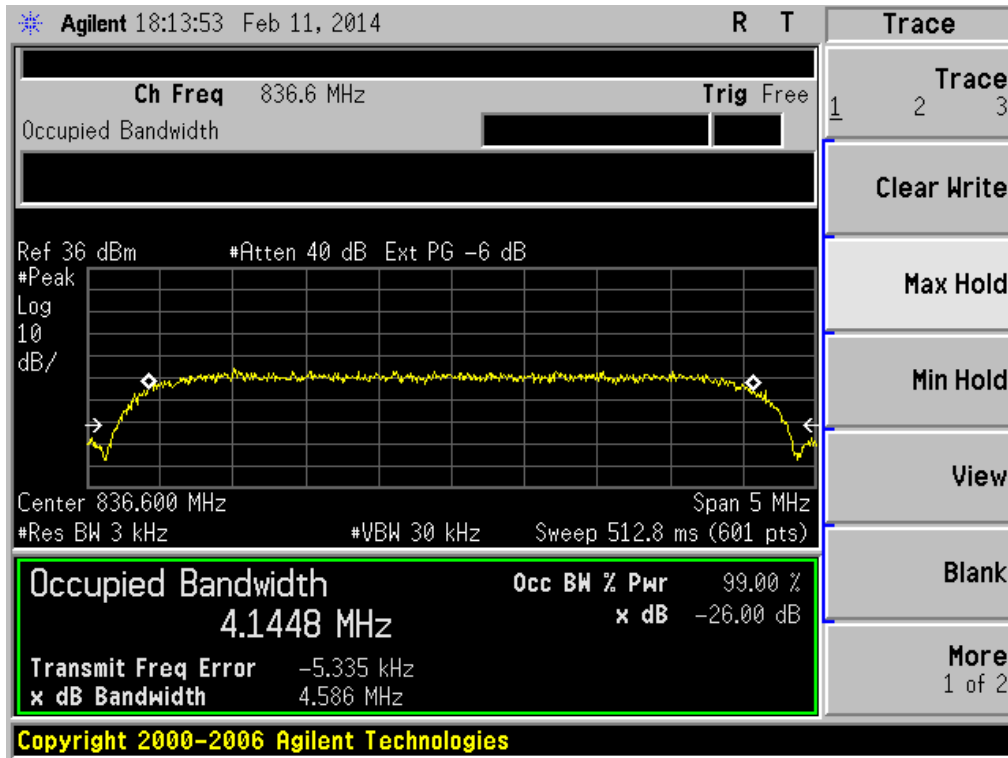 Agilent 18:13:53 Feb 11, 2014 R T
Trace
Ch Freq 836.6 MHz Trig Free
Occupied Bandwidth
Trace
1 2 3
Clear Write
Ref 36 dBm #Atten 40 dB Ext PG -6 dB
#Peak
Log
10
dB/
Max Hold
Min Hold
View
Center 836.600 MHz Span 5 MHz
#Res BW 3 kHz #VBW 30 kHz Sweep 512.8 ms (601 pts)
Blank
Occupied Bandwidth Occ BW % Pwr 99.00 %
4.1448 MHz x dB -26.00 dB
Transmit Freq Error -5.335 kHz
x dB Bandwidth 4.586 MHz
More
1 of 2
Copyright 2000-2006 Agilent Technologies